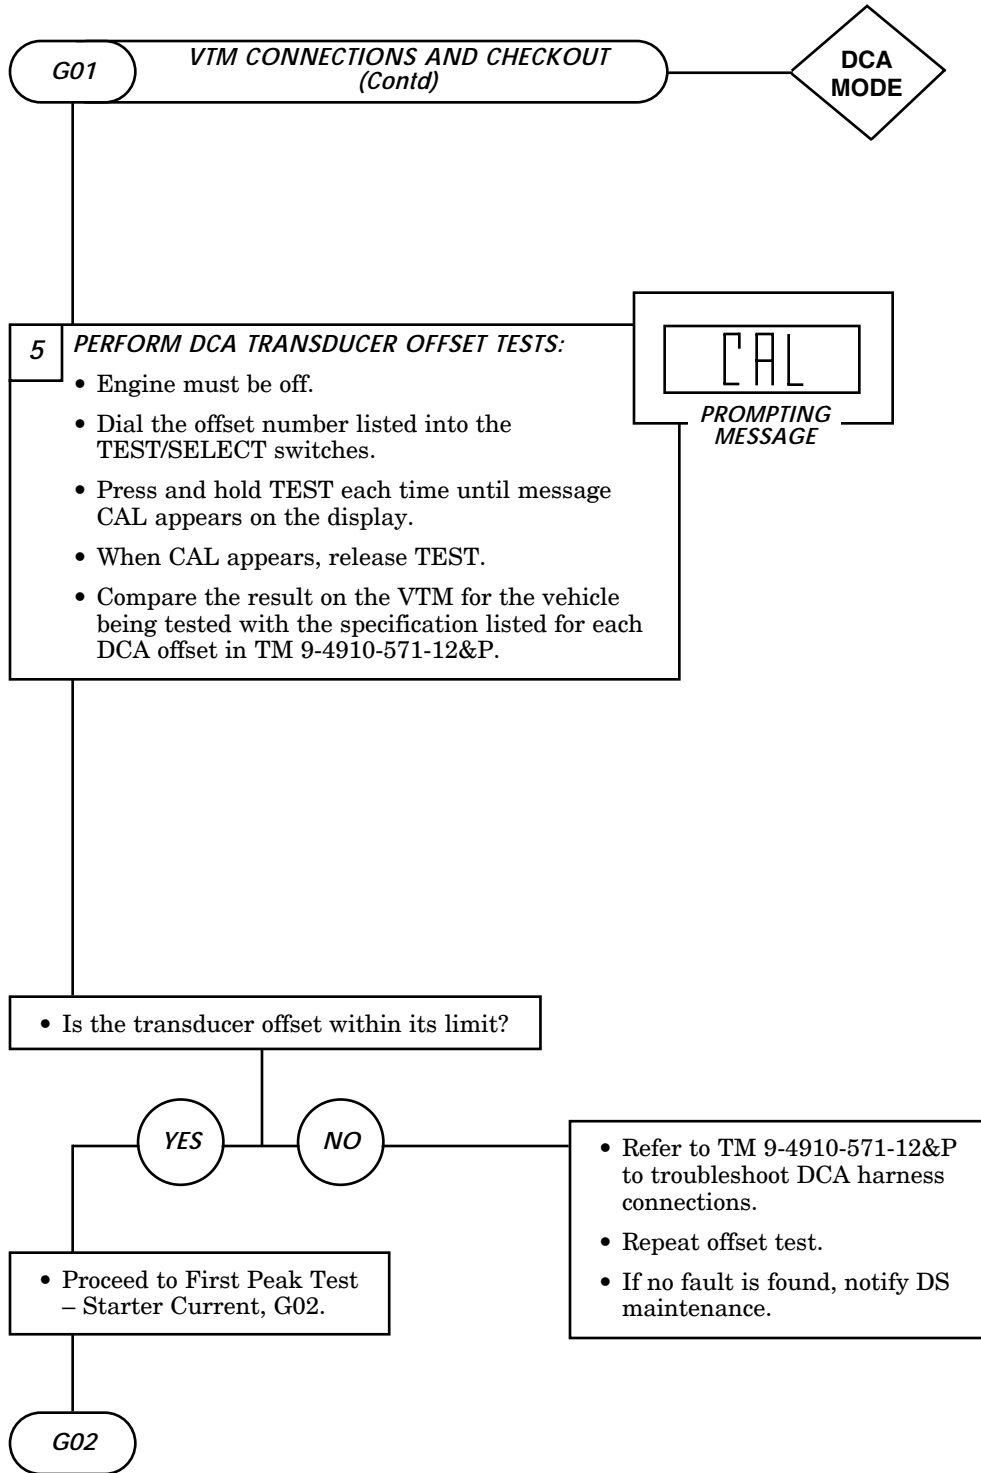 G01
VTM CONNECTIONS AND CHECKOUT
(Contd)
DCA
MODE
5
PERFORM DCA TRANSDUCER OFFSET TESTS:
• Engine must be off.
• Dial the offset number listed into the
TEST/SELECT switches.
• Press and hold TEST each time until message
CAL appears on the display.
• When CAL appears, release TEST.
• Compare the result on the VTM for the vehicle
being tested with the specification listed for each
DCA offset in TM 9-4910-571-12&P.
CAL
PROMPTING
MESSAGE
• Is the transducer offset within its limit?
YES
NO
• Refer to TM 9-4910-571-12&P
to troubleshoot DCA harness
connections.
• Repeat offset test.
• If no fault is found, notify DS
maintenance.
• Proceed to First Peak Test
– Starter Current, G02.
G02